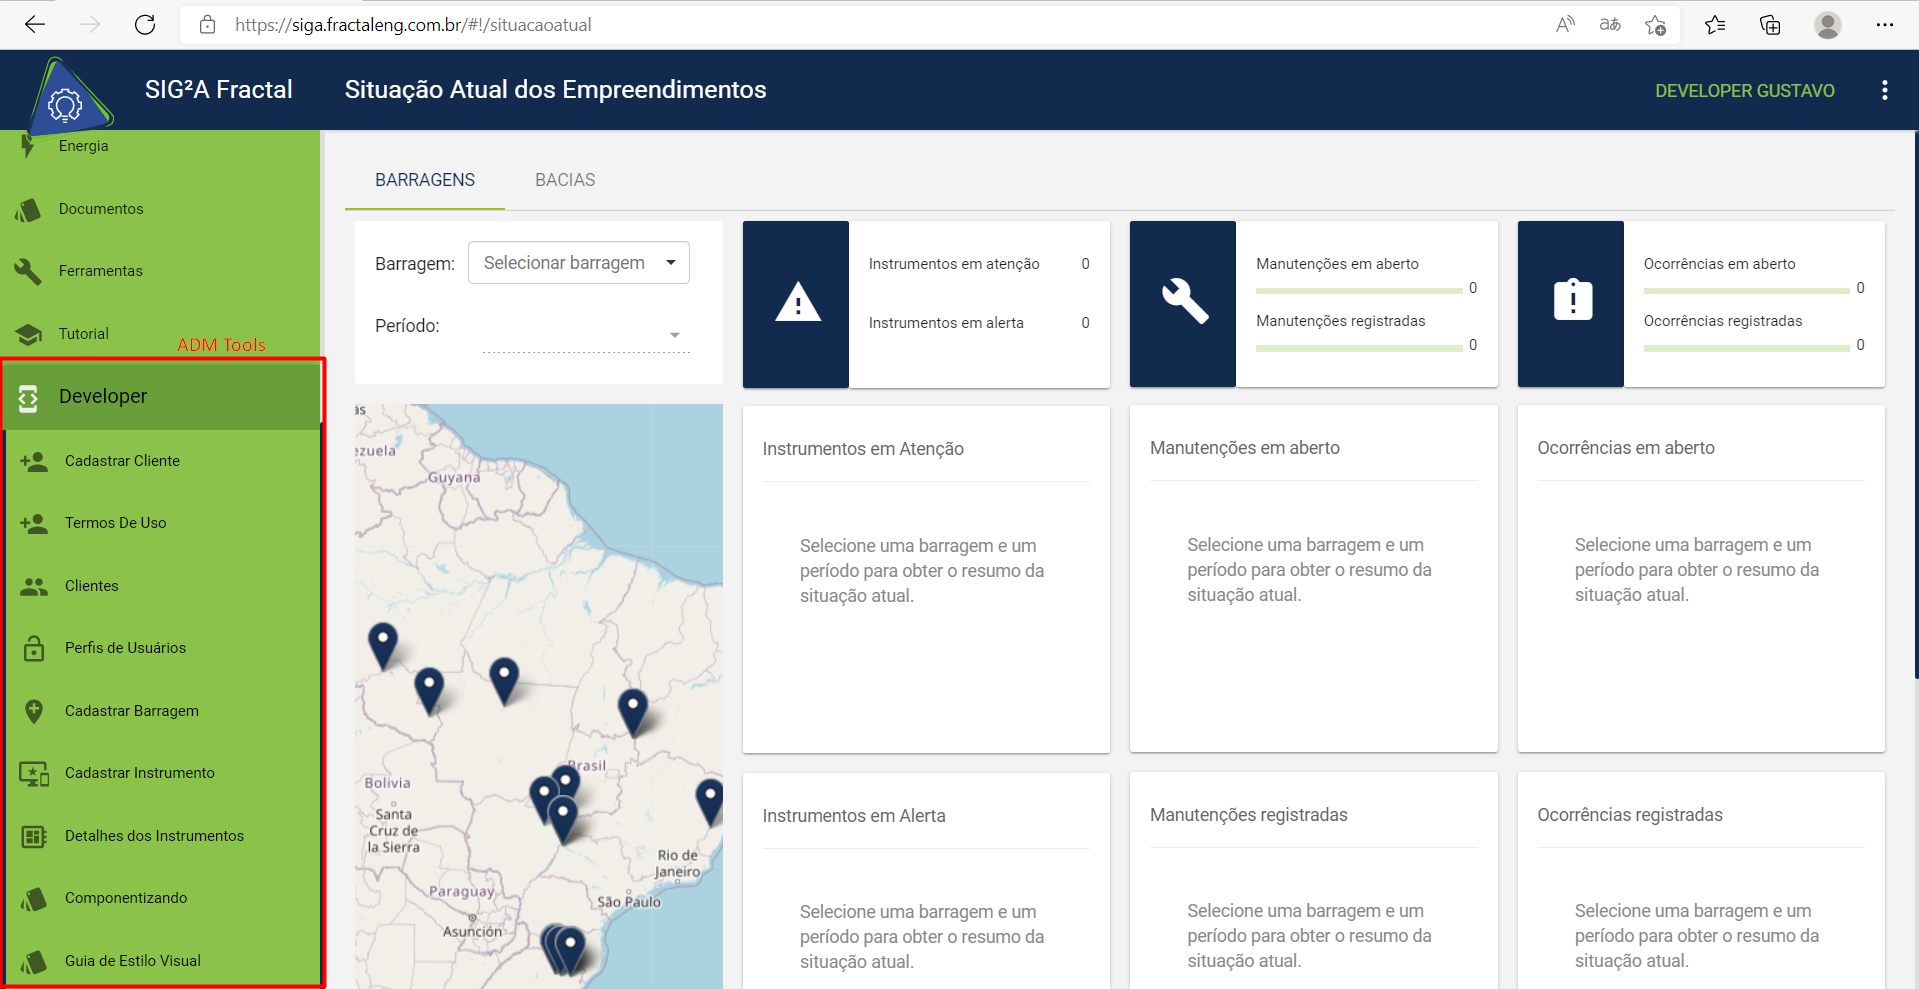 https://siga.fractaleng.com.br/#!/situacaoatual
SIG²A Fractal
Situação Atual dos Empreendimentos
DEVELOPER GUSTAVO
Energia
Documentos
Ferramentas
Tutorial
ADM Tools
Developer
Cadastrar Cliente
Termos De Uso
Clientes
Perfis de Usuários
Cadastrar Barragem
Cadastrar Instrumento
Detalhes dos Instrumentos
Componentizando
Guia de Estilo Visual
BARRAGENS
BACIAS
Barragem:
Selecionar barragem
Período:
Instrumentos em atenção 0
Instrumentos em alerta 0
Manutenções em aberto
0
Manutenções registradas
0
Ocorrências em aberto
0
Ocorrências registradas
0
as
ezuela
Guyana
Brasil
Bolivia
Santa
Cruz de
la Sierra
Rio de
Janeiro
Paraguay
São Paulo
Asunción
Instrumentos em Atenção
Selecione uma barragem e um
período para obter o resumo da
situação atual.
Manutenções em aberto
Selecione uma barragem e um
período para obter o resumo da
situação atual.
Ocorrências em aberto
Selecione uma barragem e um
período para obter o resumo da
situação atual.
Instrumentos em Alerta
Selecione uma barragem e um
período para obter o resumo da
situação atual.
Manutenções registradas
Selecione uma barragem e um
período para obter o resumo da
situação atual.
Ocorrências registradas
Selecione uma barragem e um
período para obter o resumo da
situação atual.